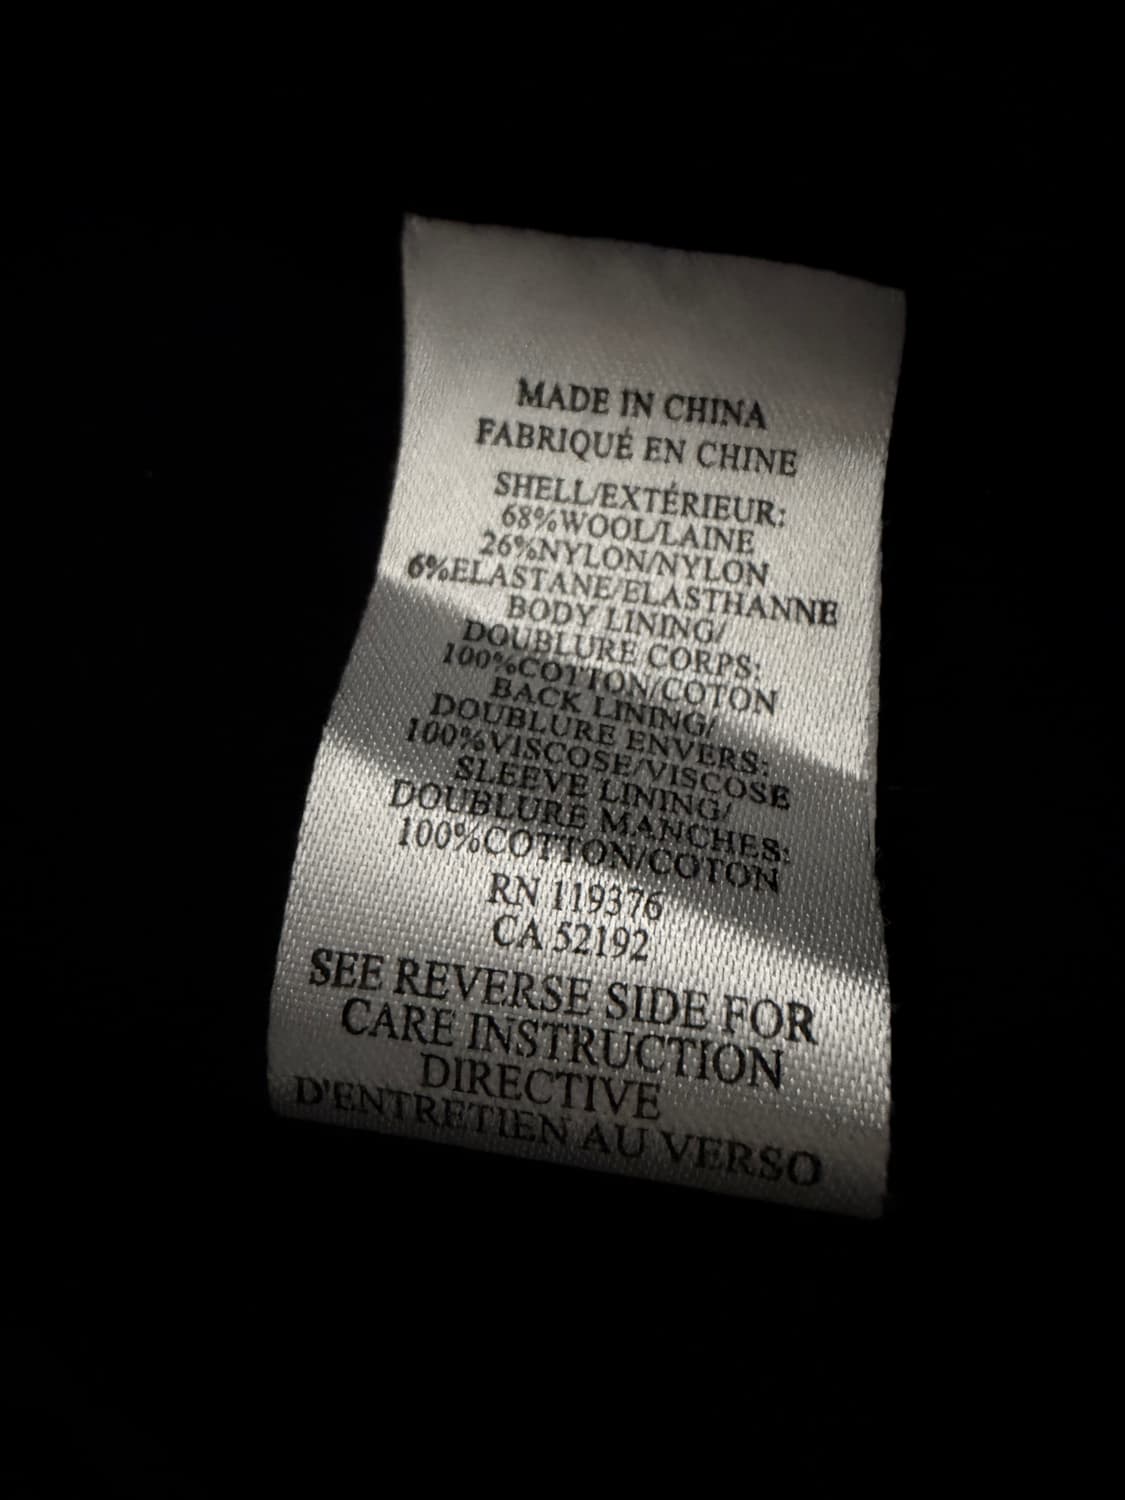 MADE IN CHINA
FABRIQUÉ EN CHINE
SHELL/EXTÉRIEUR:
68%WOOL/LAINE
26%NYLON/NYLON
6%ELASTANE/ELASTHANNE
BODY LINING/
DOUBLURE CORPS:
100%COTTON/COTON
BACK LINING/
DOUBLURE ENVERS:
100%VISCOSE/VISCOSE
SLEEVE LINING/
DOUBLURE MANCHES:
100%COTTON/COTON
RN 119376
CA 52192
SEE REVERSE SIDE FOR
CARE INSTRUCTION
DIRECTIVE
D'ENTRETIEN AU VERSO